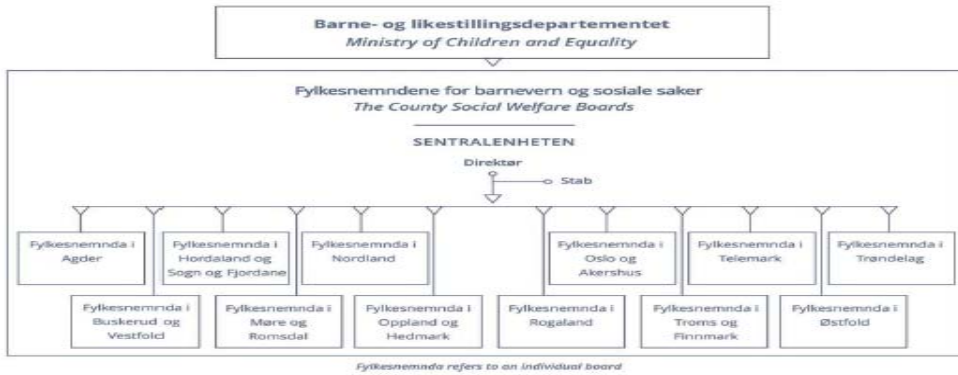 Barne- og likestillingsdepartementet
Ministry of Children and Equality
Fylkesnemndene for barnevern og sosiale saker
The County Social Welfare Boards
SENTRALENHETEN
Direktør
Stab
Fylkesnemnda i
Agder
Fylkesnemnda i
Hordaland og
Sogn og Fjordane
Fylkesnemnda i
Nordland
Fylkesnemnda i
Oslo og
Akershus
Fylkesnemnda i
Telemark
Fylkesnemnda i
Trøndelag
Fylkesnemnda i
Buskerud og
Vestfold
Fylkesnemnda i
Møre og
Romsdal
Fylkesnemnda i
Oppland og
Hedmark
Fylkesnemnda i
Rogaland
Fylkesnemnda i
Troms og
Finnmark
Fylkesnemnda i
Østfold
Fylkesnemnda refers to an individual board